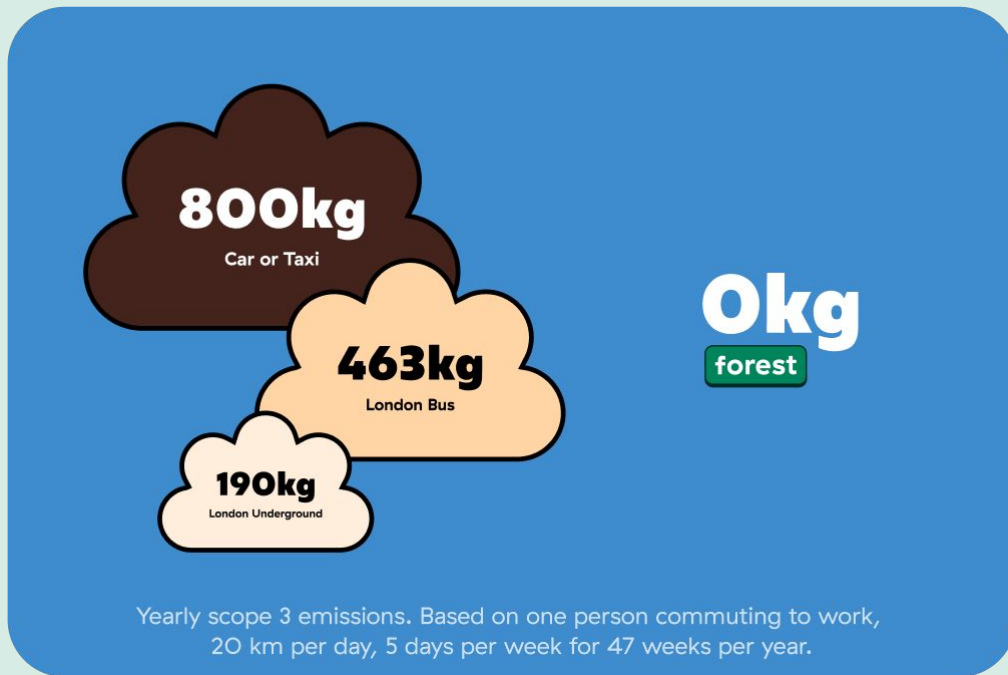 800kg
Car or Taxi
463kg
London Bus
190kg
London Underground
0kg
forest
Yearly scope 3 emissions. Based on one person commuting to work,
20 km per day, 5 days per week for 47 weeks per year.